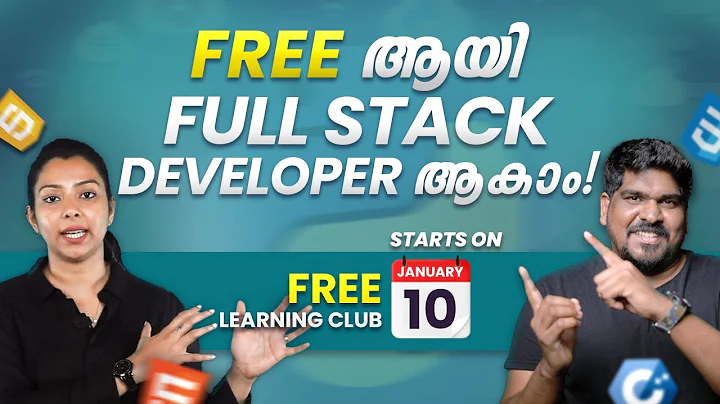 FREE ആയി
FULL STACK
DEVELOPER ആകാം!
STARTS ON
FREE
LEARNING CLUB
JANUARY
10